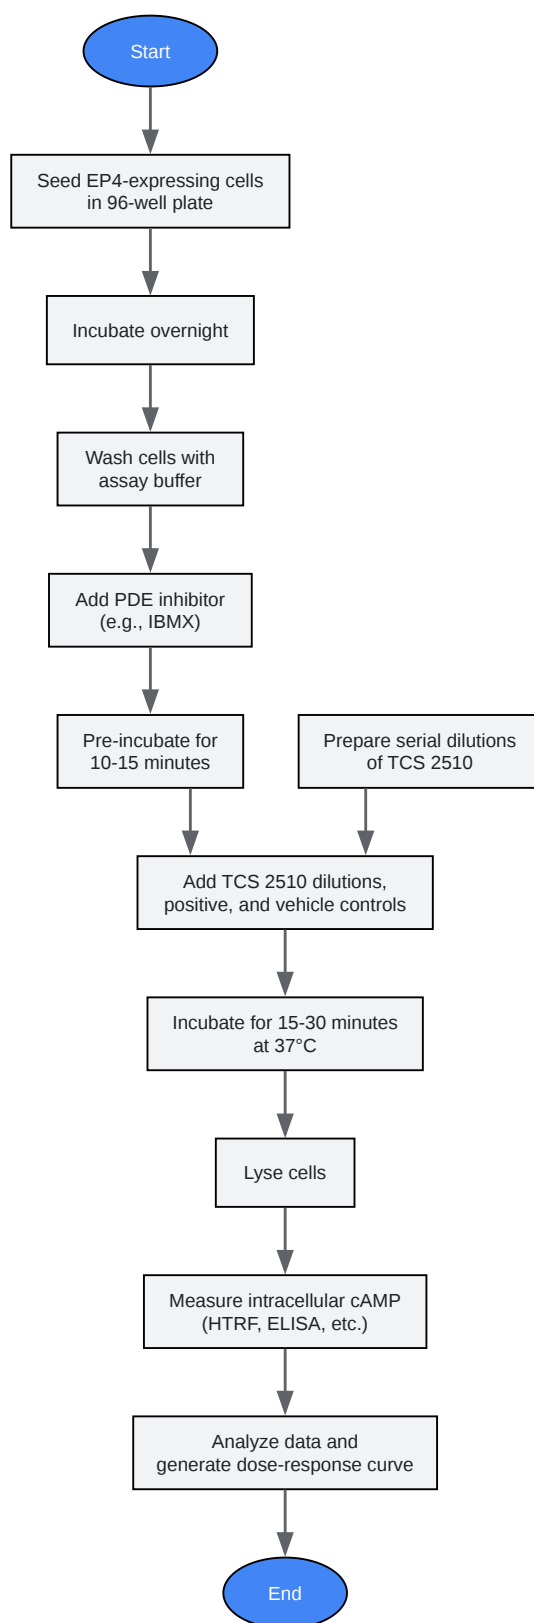 Start
Seed EP4-expressing cells
in 96-well plate
Incubate overnight
Wash cells with
assay buffer
Add PDE inhibitor
(e.g., IBMX)
Pre-incubate for
10-15 minutes
Prepare serial dilutions
of TCS 2510
Add TCS 2510 dilutions,
positive, and vehicle controls
Incubate for 15-30 minutes
at 37°C
Lyse cells
Measure intracellular cAMP
(HTRF, ELISA, etc.)
Analyze data and
generate dose-response curve
End